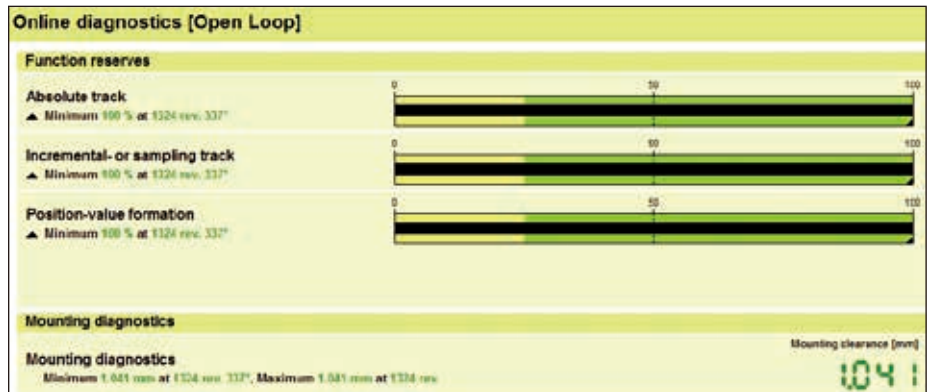 Online diagnostics [Open Loop]
Function reserves
0 50 100
Absolute track
Minimum 100 % at 1324 rev. 337°
0 50 100
Incremental- or sampling track
Minimum 100 % at 1324 rev. 337°
0 50 100
Position-value formation
Minimum 100 % at 1324 rev. 337°
Mounting diagnostics
Mounting clearance [mm]
Mounting diagnostics
1.041
Minimum 1.041 mm at 1324 rev. 337°, Maximum 1.041 mm at 1324 rev